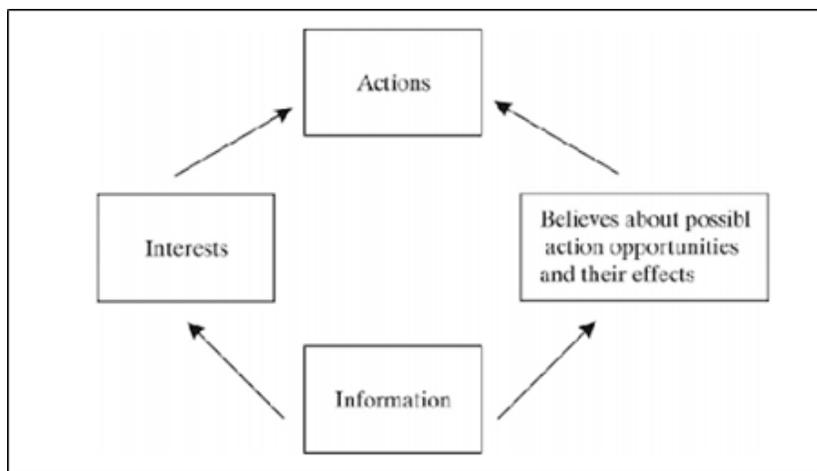 Actions
Interests
Believes about possibl
action opportunities
and their effects
Information